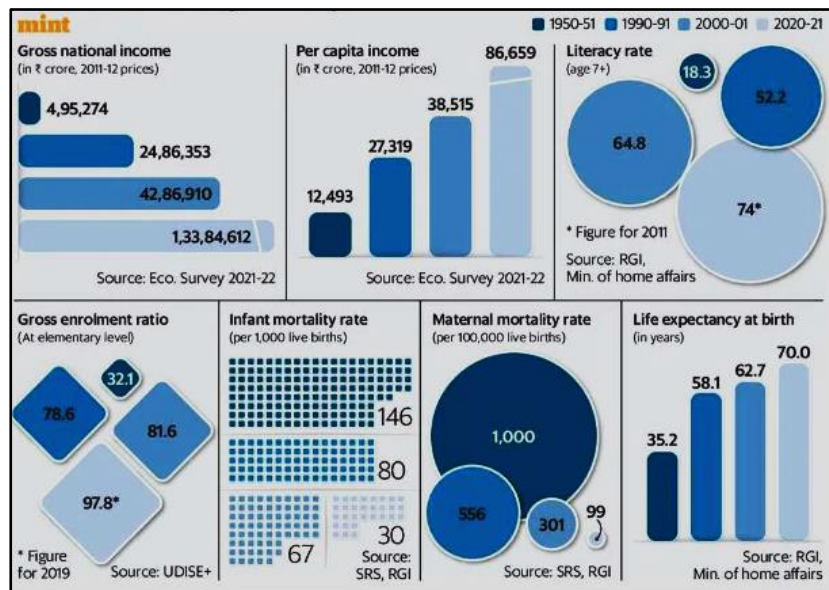 mint
1950-51 1990-91 2000-01 2020-21
Gross national income
(in ₹ crore, 2011-12 prices)
4,95,274
24,86,353
42,86,910
1,33,84,612
Source: Eco. Survey 2021-22
Per capita income
(in ₹ crore, 2011-12 prices)
12,493
27,319
38,515
86,659
Source: Eco. Survey 2021-22
Literacy rate
(age 7+)
18.3
52.2
64.8
74*
* Figure for 2011
Source: RGI,
Min. of home affairs
Gross enrolment ratio
(At elementary level)
32.1
78.6
81.6
97.8*
* Figure
for 2019
Source: UDISE+
Infant mortality rate
(per 1,000 live births)
146
80
67
30
Source:
SRS, RGI
Maternal mortality rate
(per 100,000 live births)
1,000
556
301
99
Source: SRS, RGI
Life expectancy at birth
(in years)
35.2
58.1
62.7
70.0
Source: RGI,
Min. of home affairs